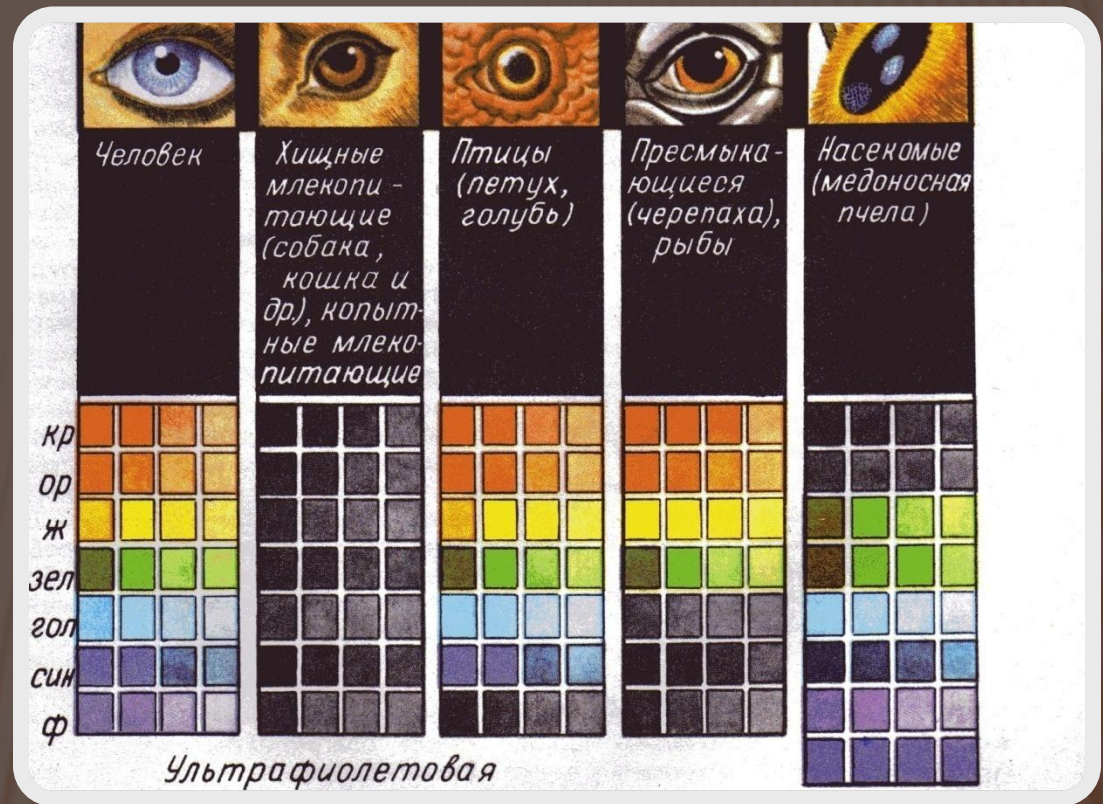 Человек
Хищные
млекопи-
тающие
(собака,
кошка и
др.), копыт-
ные млеко-
питающие
Птицы
(петух,
голубь)
Пресмыка-
ющиеся
(черепаха),
рыбы
Насекомые
(медоносная
пчела)
кр
ор
ж
зел
гол
син
ф
Ультрафиолетовая